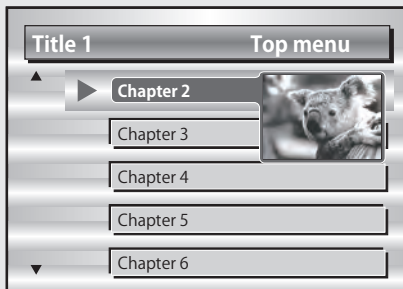 Title 1 Top menu
Chapter 2
Chapter 3
Chapter 4
Chapter 5
Chapter 6